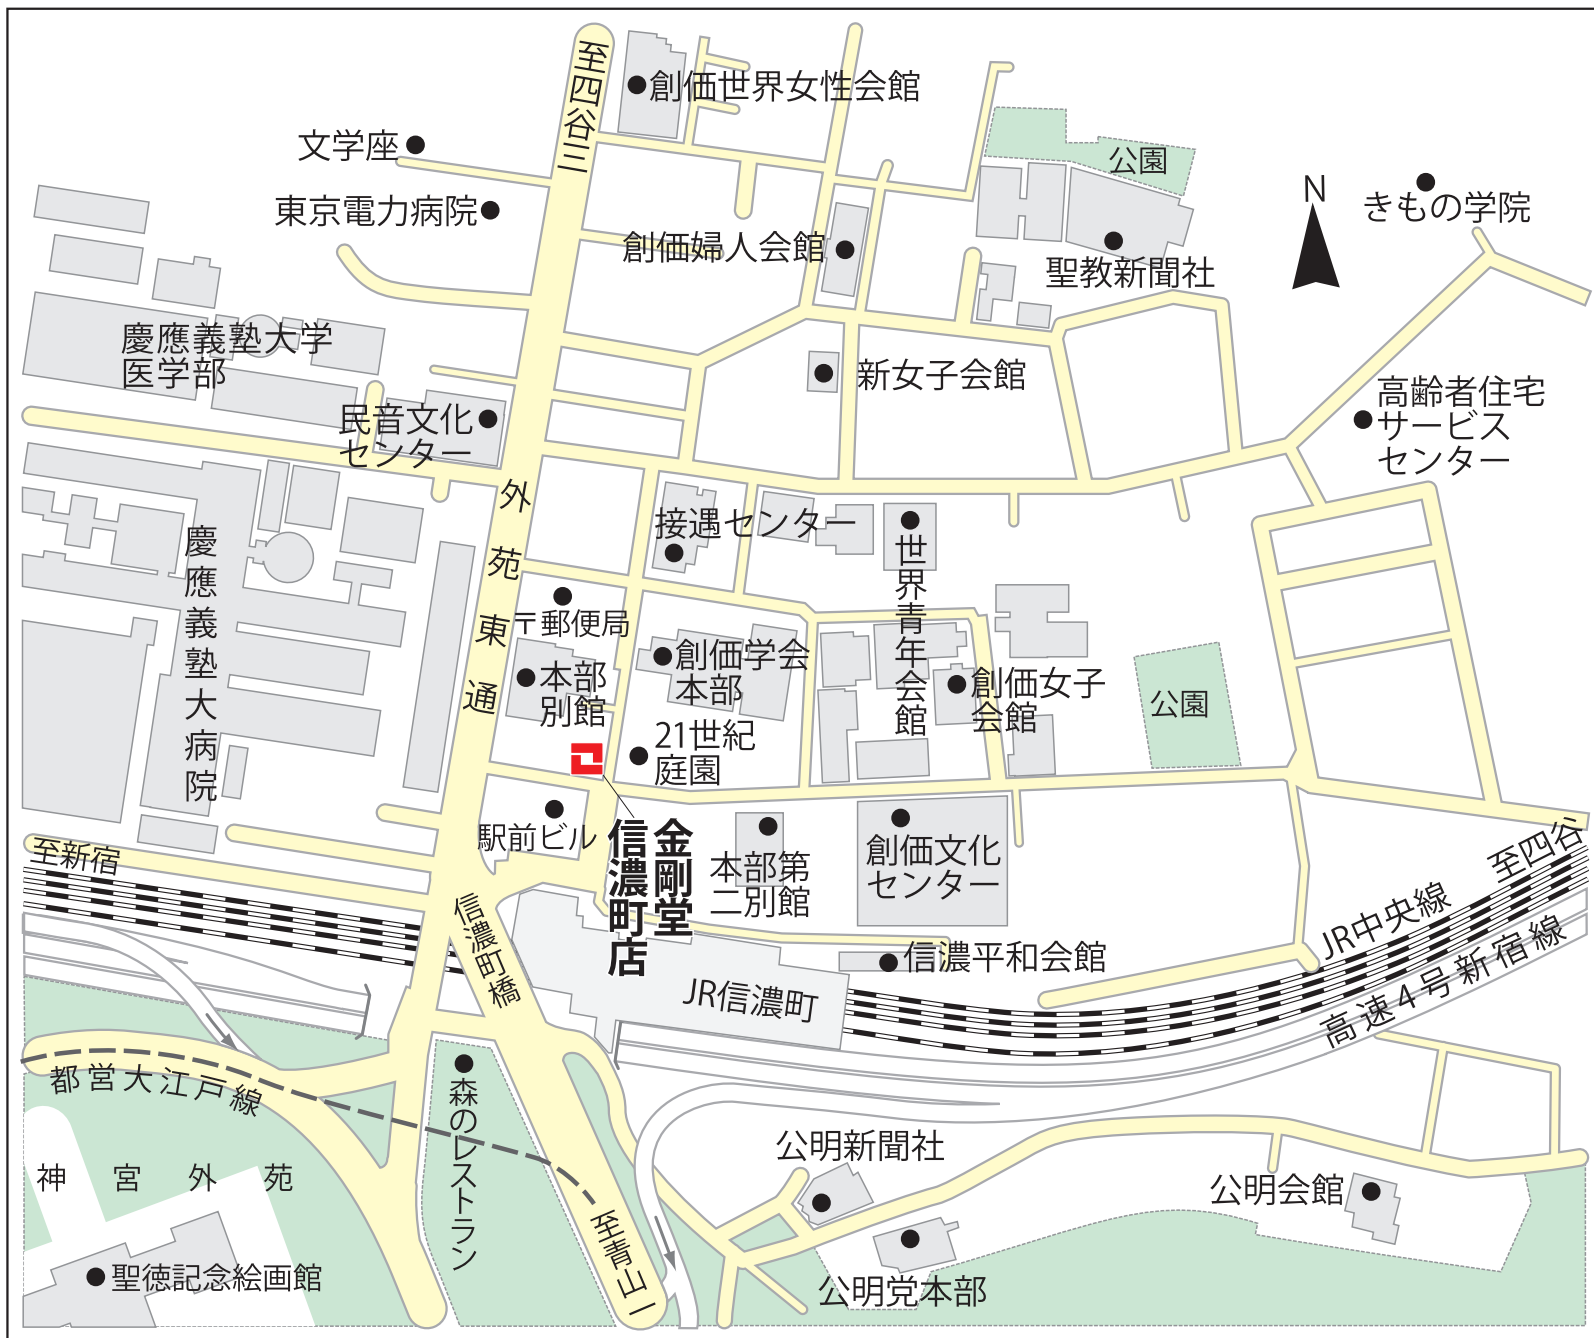 至四谷三
創価世界女性会館
文学座
公園
東京電力病院
きもの学院
N
創価婦人会館
聖教新聞社
慶應義塾大学
医学部
新女子会館
高齢者住宅
サービス
センター
民音文化
センター
外苑東通
接遇センター
世界青年会館
慶應義塾大病院
〒郵便局
創価学会
本部
本部
別館
創価女子
会館
公園
21世紀
庭園
駅前ビル
金剛堂
信濃町店
本部第
二別館
創価文化
センター
至新宿
至四谷
JR中央線
信濃町橋
信濃平和会館
JR信濃町
高速4号新宿線
都営大江戸線
森のレストラン
公明新聞社
神宮外苑
公明会館
至青山一
聖徳記念絵画館
公明党本部